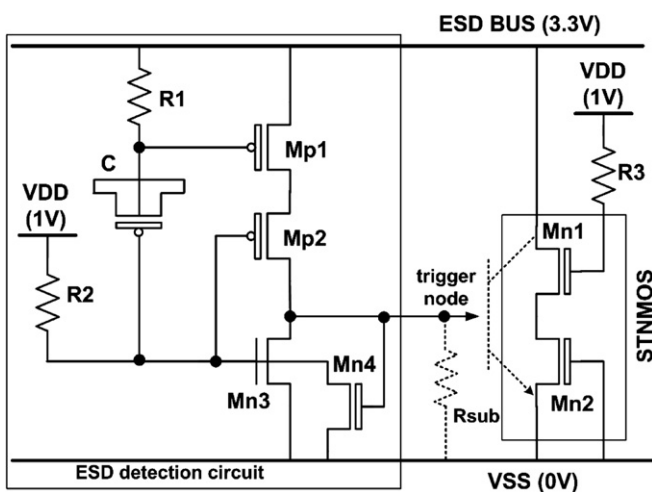 ESD BUS (3.3V)
R1
VDD
(1V)
Mp1
C
R3
VDD
(1V)
Mp2
Mn1
R2
trigger
node
STNMOS
Mn4
Mn3
Rsub
Mn2
ESD detection circuit
VSS (0V)